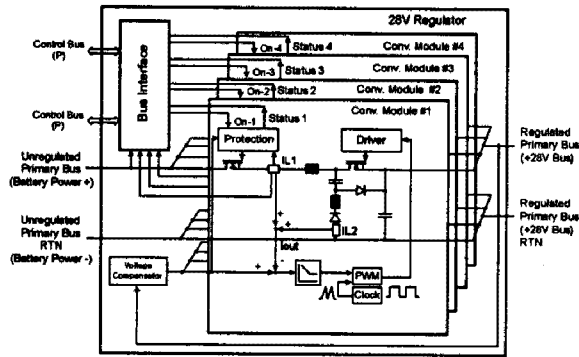 28V Regulator
Control Bus
(P)
Control Bus
(P)
Bus Interface
On-4
Status 4
Conv. Module #4
On-3
Status 3
Conv. Module #3
On-2
Status 2
Conv. Module #2
On-1
Status 1
Conv. Module #1
Protection
Driver
Unregulated
Primary Bus
(Battery Power +)
IL1
Regulated
Primary Bus
(+28V Bus)
Unregulated
Primary Bus
RTN
(Battery Power -)
+
+
IL2
Iout
Regulated
Primary Bus
(+28V Bus)
RTN
Voltage
Compensator
+
-
PWM
Clock